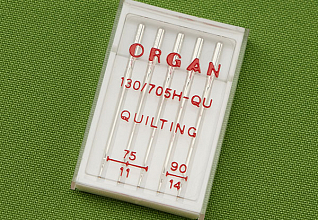 ORGAN
130/705H-QU
QUILTING
75 90
11 14